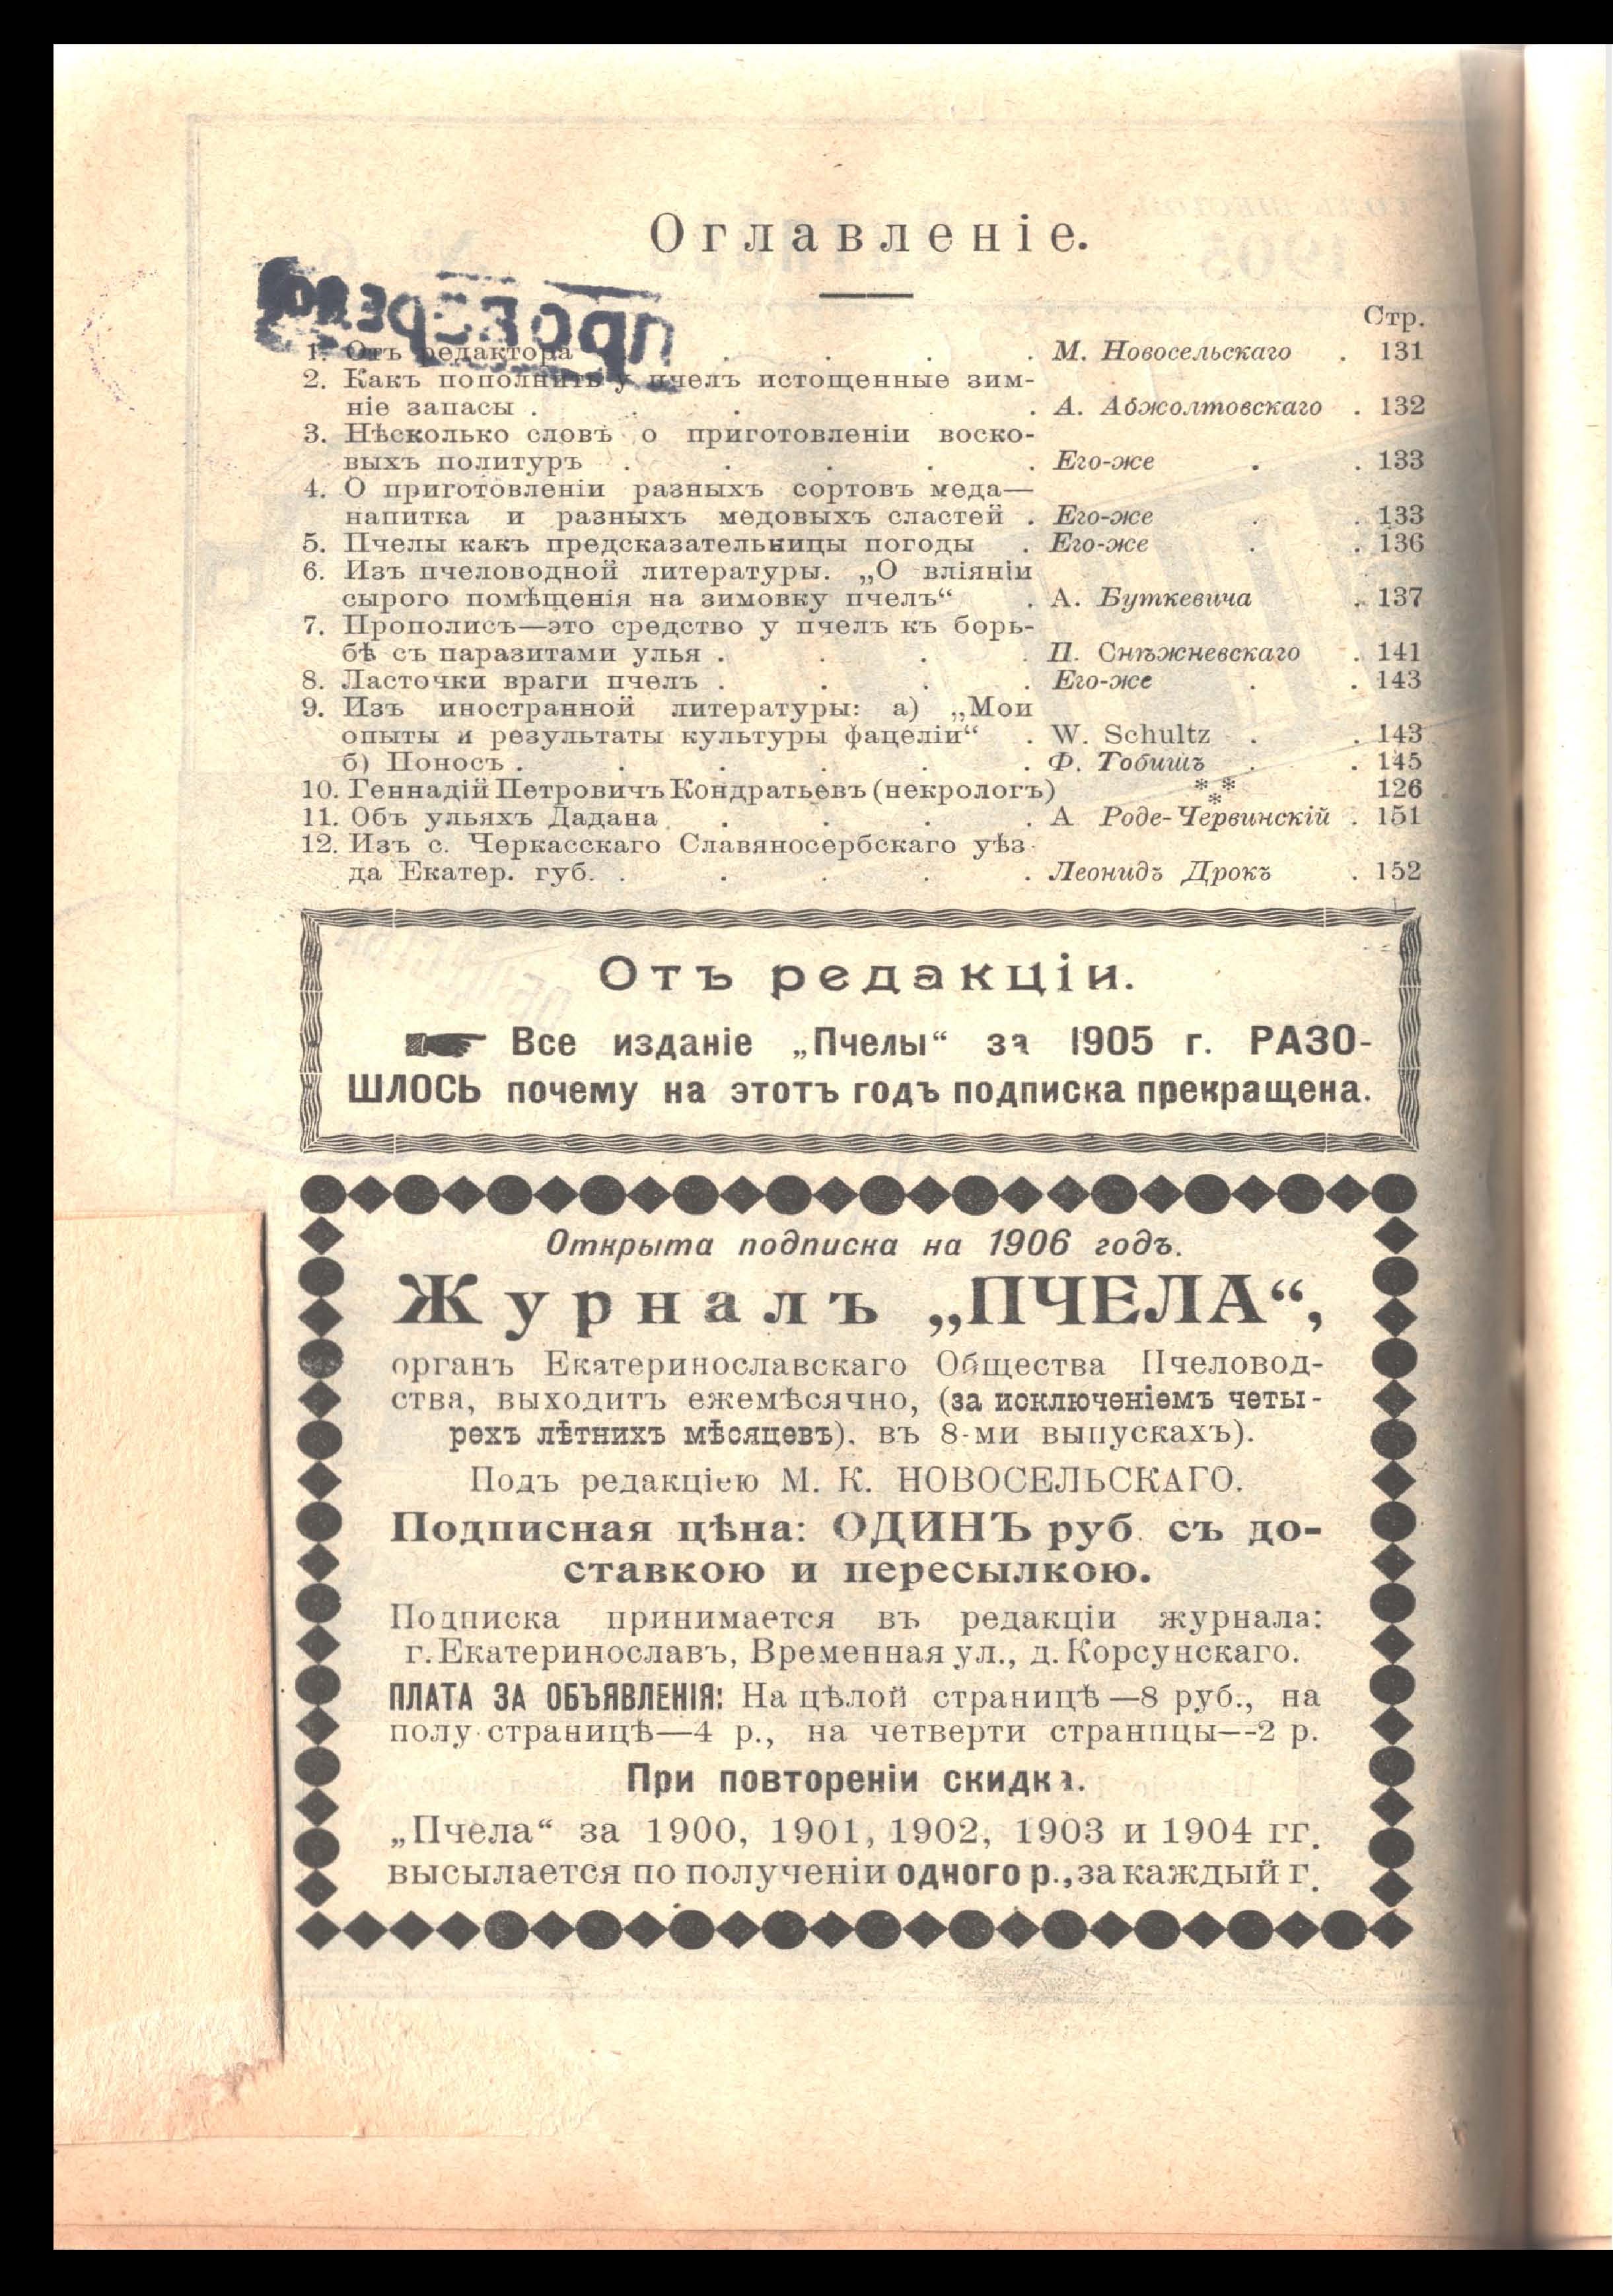 Оглавленіе.
Стр.
1. Отъ редактора . . . . . М. Новосельскаго . 131
2. Какъ пополнить у пчелъ истощенные зим-
ніе запасы . . . . А. Абжолтовскаго . 132
3. Нѣсколько словъ о приготовленіи воско-
выхъ политуръ . . . . . Его-же . . 133
4. О приготовленіи разныхъ сортовъ меда—
напитка и разныхъ медовыхъ сластей . Его-же . . 133
5. Пчелы какъ предсказательницы погоды . Его-же . . 136
6. Изъ пчеловодной литературы. „О вліяніи
сырого помѣщенія на зимовку пчелъ“ . А. Буткевича . 137
7. Прополисъ—это средство у пчелъ къ борь-
бѣ съ паразитами улья . . . . П. Снѣжневскаго . 141
8. Ласточки враги пчелъ . . . . Его-же . . 143
9. Изъ иностранной литературы: а) „Мои
опыты и результаты культуры фацеліи“ . W. Schultz . . 143
б) Поносъ . . . . . . Ф. Тобишъ . . 145
10. Геннадій Петровичъ Кондратьевъ (некрологъ) *** 126
11. Объ ульяхъ Дадана . . . . . А Роде-Червинскій . 151
12. Изъ с. Черкасскаго Славяносербскаго уѣз-
да Екатер. губ. . . . . . Леонидъ Дрокъ . 152
Отъ редакціи.
Все изданіе „Пчелы“ за 1905 г. РАЗО-
ШЛОСЬ почему на этотъ годъ подписка прекращена.
Открыта подписка на 1906 годъ.
Журналъ „ПЧЕЛА“,
органъ Екатеринославскаго Общества Пчеловод-
ства, выходитъ ежемѣсячно, (за исключеніемъ четы-
рехъ лѣтнихъ мѣсяцевъ). въ 8-ми выпускахъ).
Подъ редакціею М. К. НОВОСЕЛЬСКАГО.
Подписная цѣна: ОДИНЪ руб. съ до-
ставкою и пересылкою.
Подписка принимается въ редакціи журнала:
г. Екатеринославъ, Временная ул., д. Корсунскаго.
ПЛАТА ЗА ОБЪЯВЛЕНІЯ: На цѣлой страницѣ—8 руб., на
полу-страницѣ—4 р., на четверти страницы—2 р.
При повтореніи скидка.
„Пчела“ за 1900, 1901, 1902, 1903 и 1904 гг.
высылается по полученіи одного р., за каждый г.